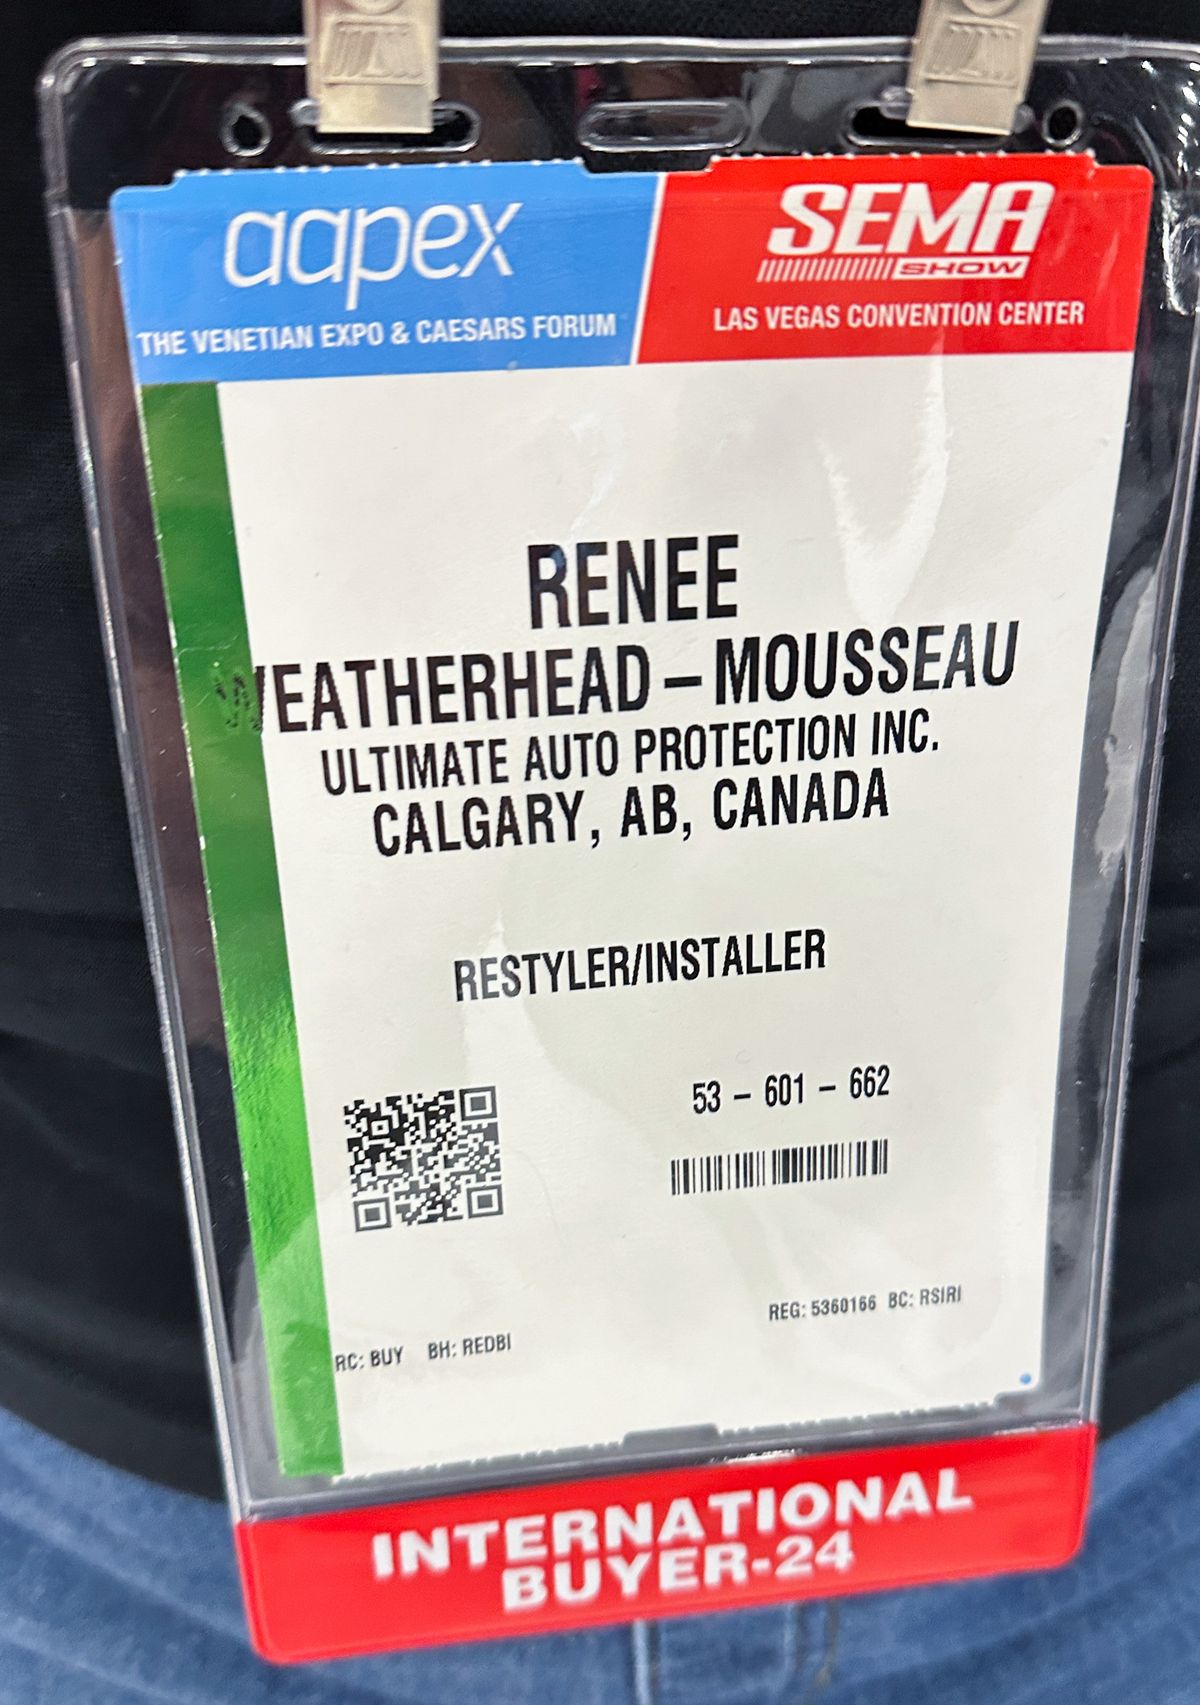 aapex
THE VENETIAN EXPO & CAESARS FORUM
SEMA
SHOW
LAS VEGAS CONVENTION CENTER
RENEE
WEATHERHEAD – MOUSSEAU
ULTIMATE AUTO PROTECTION INC.
CALGARY, AB, CANADA
RESTYLER/INSTALLER
53 – 601 – 662
REG: 5360166 BC: RSIRI
RC: BUY BH: REDBI
INTERNATIONAL
BUYER-24